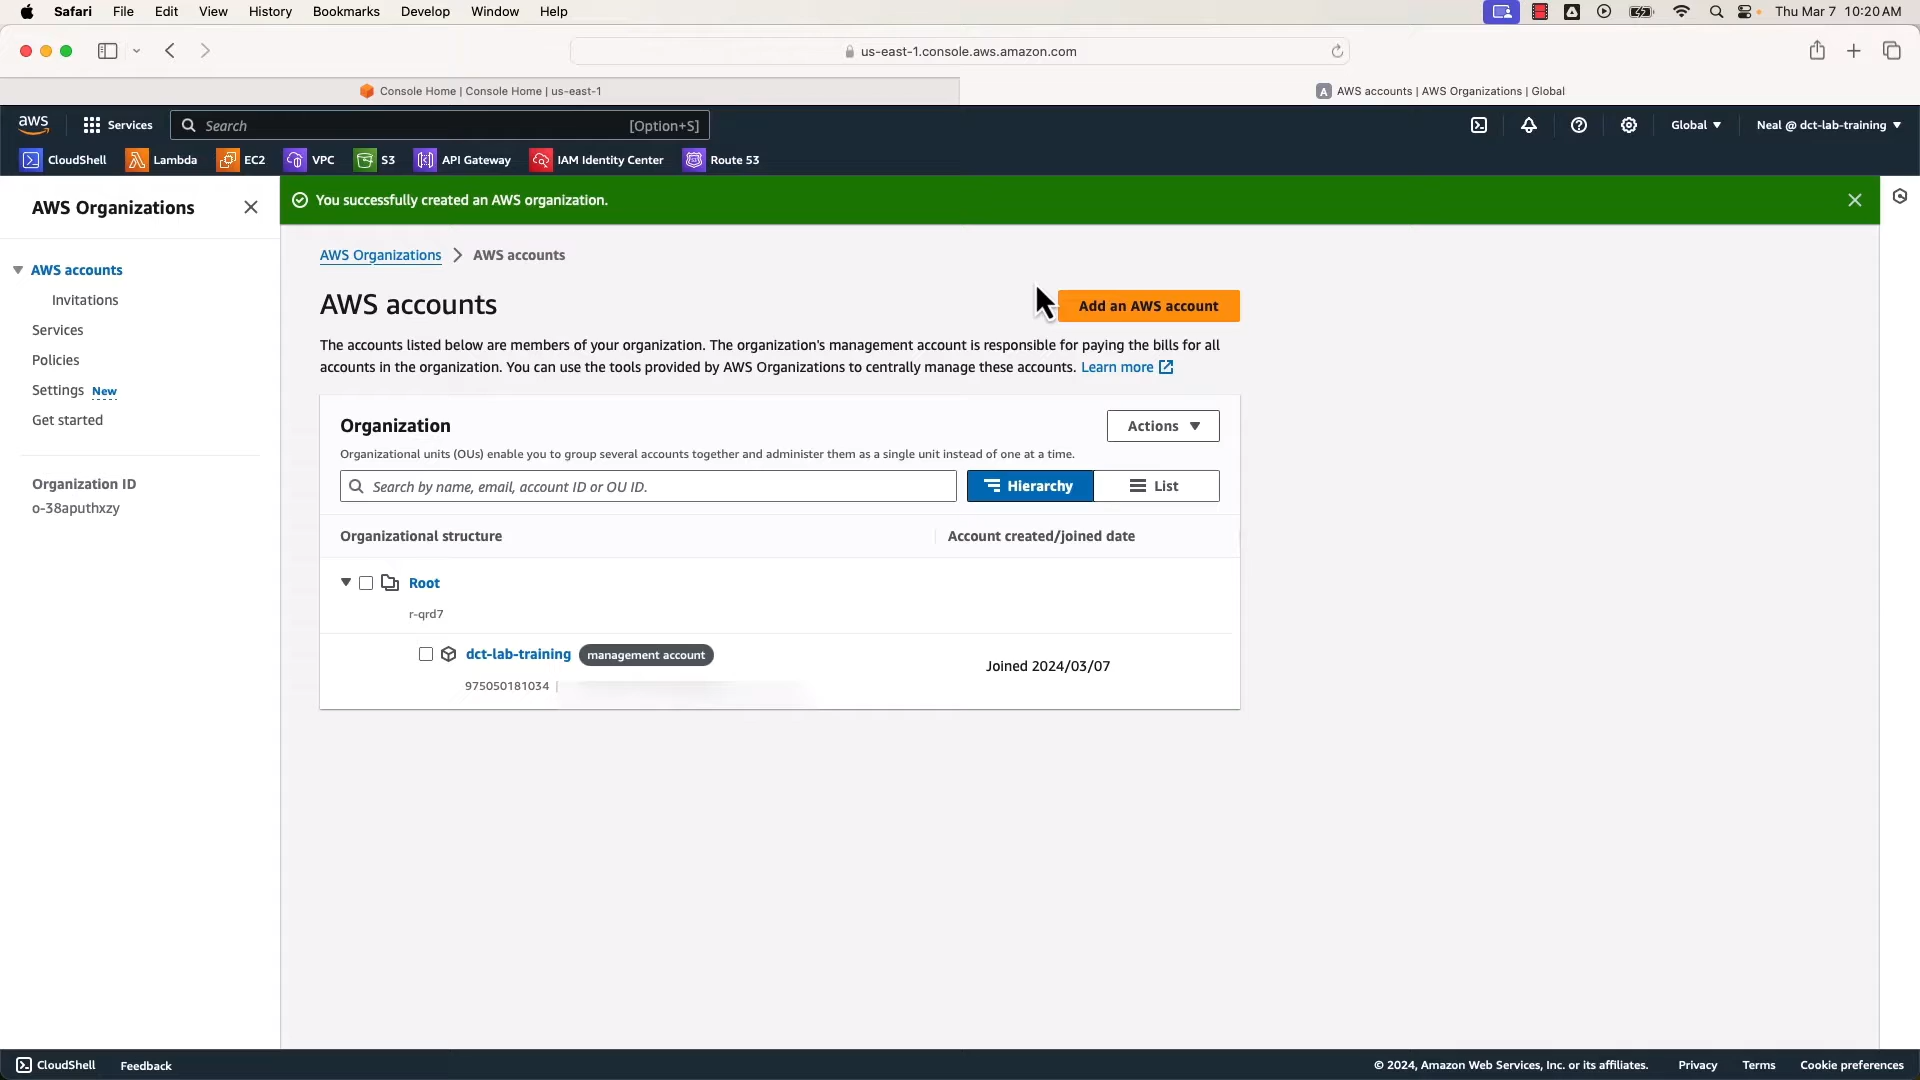 Safari File Edit View History Bookmarks Develop Window Help Thu Mar 7 10:20 AM
us-east-1.console.aws.amazon.com
Console Home | Console Home | us-east-1
A AWS accounts | AWS Organizations | Global
aws Services Search [Option+S] Global Neal @ dct-lab-training
CloudShell Lambda EC2 VPC S3 API Gateway IAM Identity Center Route 53
AWS Organizations
AWS accounts
Invitations
Services
Policies
Settings New
Get started
Organization ID
o-38aputhxzy
You successfully created an AWS organization.
AWS Organizations > AWS accounts
AWS accounts
Add an AWS account
The accounts listed below are members of your organization. The organization's management account is responsible for paying the bills for all
accounts in the organization. You can use the tools provided by AWS Organizations to centrally manage these accounts. Learn more
Organization
Actions
Organizational units (OUs) enable you to group several accounts together and administer them as a single unit instead of one at a time.
Search by name, email, account ID or OU ID.
Hierarchy List
Organizational structure Account created/joined date
Root
r-qrd7
dct-lab-training management account
Joined 2024/03/07
975050181034 |
CloudShell Feedback © 2024, Amazon Web Services, Inc. or its affiliates. Privacy Terms Cookie preferences